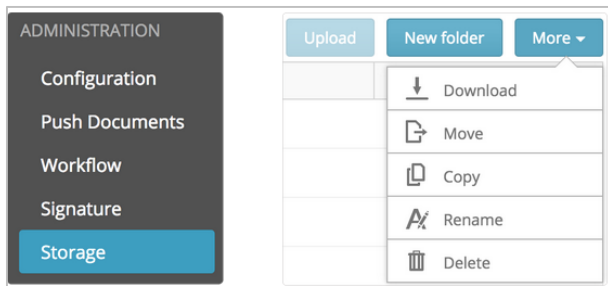 ADMINISTRATION
Configuration
Push Documents
Workflow
Signature
Storage
Upload
New folder
More
Download
Move
Copy
Rename
Delete